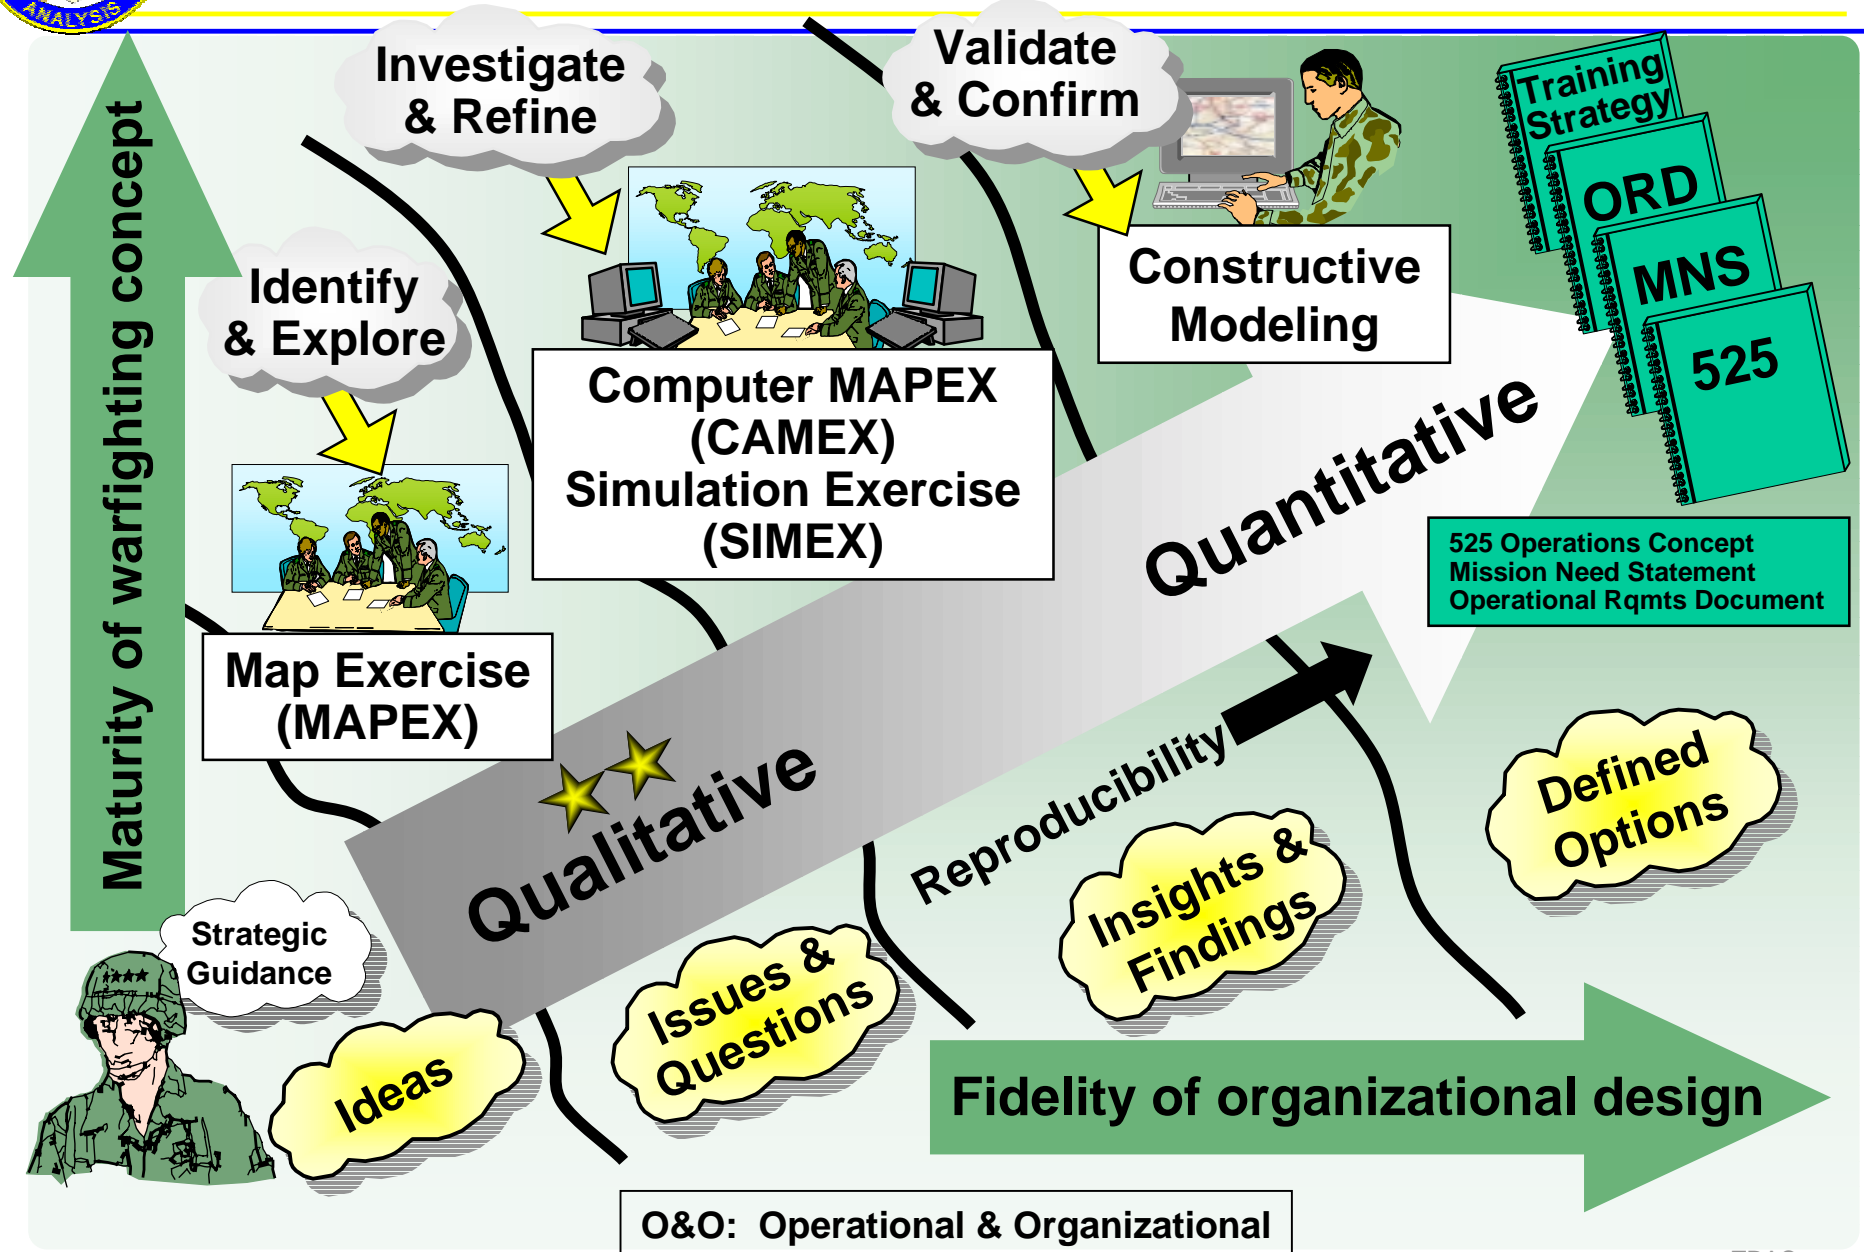 ANALYSIS
Investigate
& Refine
Validate
& Confirm
Training
Strategy
ORD
MNS
525
Identify
& Explore
Constructive
Modeling
Computer MAPEX
(CAMEX)
Simulation Exercise
(SIMEX)
Maturity of warfighting concept
Quantitative
525 Operations Concept
Mission Need Statement
Operational Rqmts Document
Map Exercise
(MAPEX)
Qualitative
Reproducibility
Defined
Options
Insights &
Findings
Strategic
Guidance
Issues &
Questions
Ideas
Fidelity of organizational design
O&O: Operational & Organizational